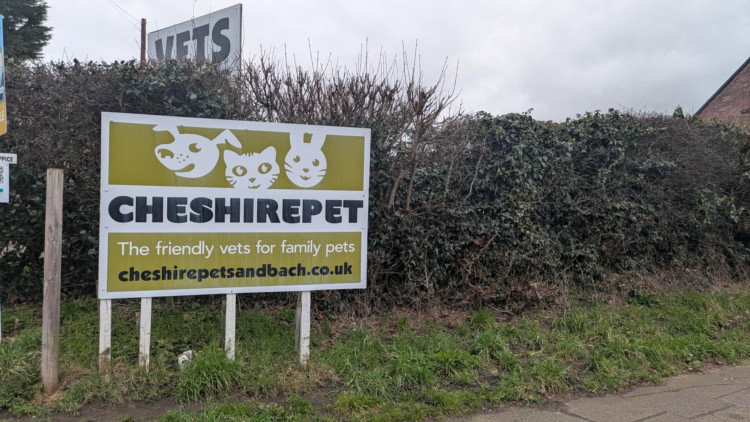 VETS
CHESHIREPET
The friendly vets for family pets
cheshirepetsandbach.co.uk